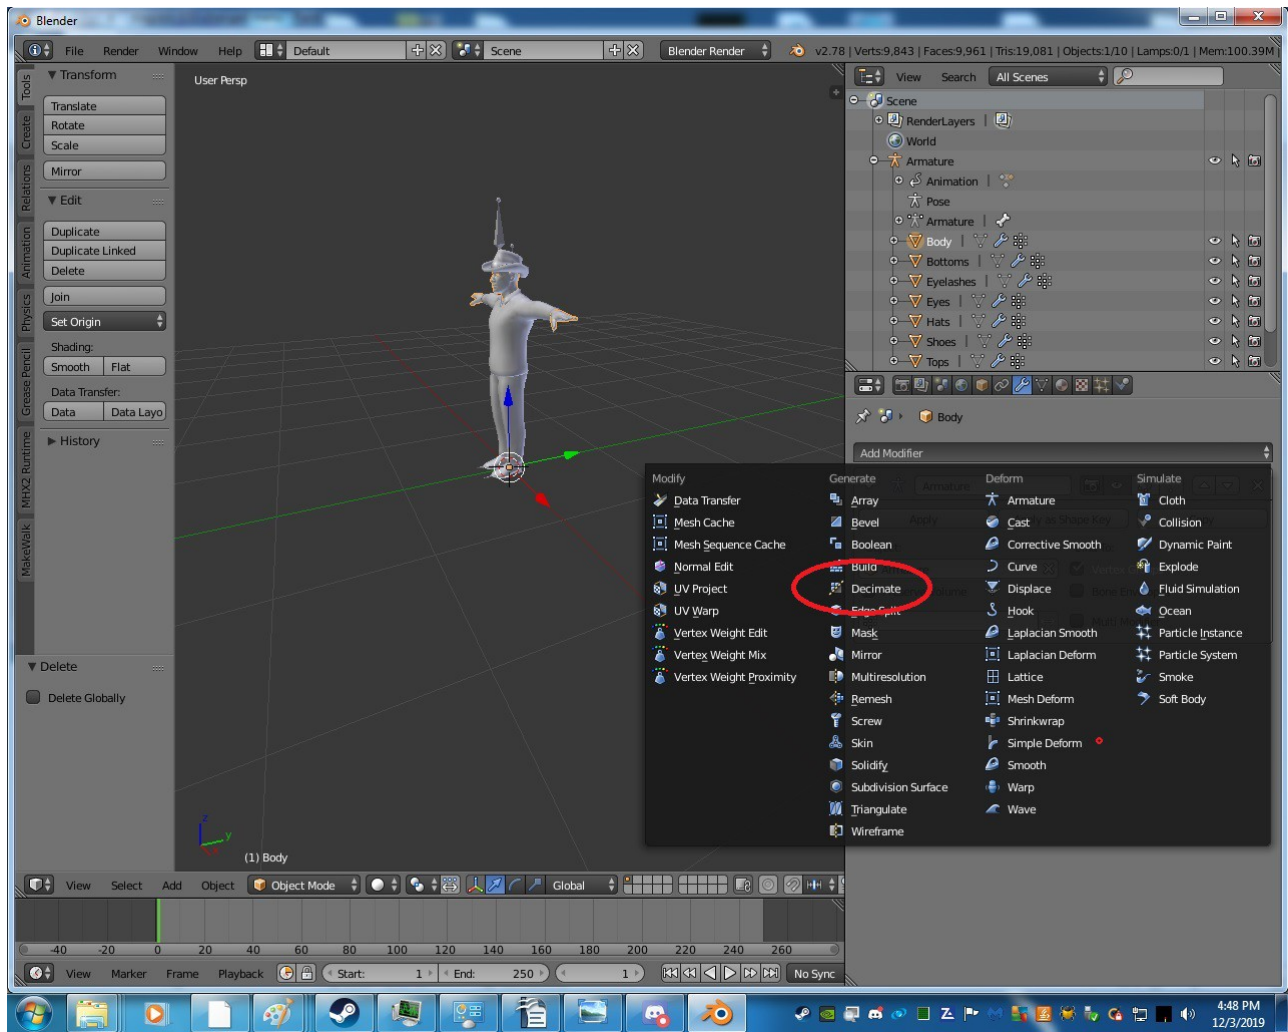 Blender
File Render Window Help Default Scene Blender Render v2.78 | Verts:9,843 | Faces:9,961 | Tris:19,081 | Objects:1/10 | Lamps:0/1 | Mem:100.39M
Tools
Create
Relations
Animation
Physics
Grease Pencil
MHX2 Runtime
MakeWalk
Transform
Translate
Rotate
Scale
Mirror
Edit
Duplicate
Duplicate Linked
Delete
Join
Set Origin
Shading:
Smooth Flat
Data Transfer:
Data Data Layo
History
Delete
Delete Globally
User Persp
z
y
(1) Body
View Search All Scenes
Scene
RenderLayers |
World
Armature
Animation |
Pose
Armature |
Body |
Bottoms |
Eyelashes |
Eyes |
Hats |
Shoes |
Tops |
Body
Add Modifier
Modify
Data Transfer
Mesh Cache
Mesh Sequence Cache
Normal Edit
UV Project
UV Warp
Vertex Weight Edit
Vertex Weight Mix
Vertex Weight Proximity
Generate
Array
Bevel
Boolean
Build
Decimate
Edge Split
Mask
Mirror
Multiresolution
Remesh
Screw
Skin
Solidify
Subdivision Surface
Triangulate
Wireframe
Deform
Armature
Cast
Corrective Smooth
Curve
Displace
Hook
Laplacian Smooth
Laplacian Deform
Lattice
Mesh Deform
Shrinkwrap
Simple Deform
Smooth
Warp
Wave
Simulate
Cloth
Collision
Dynamic Paint
Explode
Fluid Simulation
Ocean
Particle Instance
Particle System
Smoke
Soft Body
View Select Add Object Object Mode Global
-40 -20 0 20 40 60 80 100 120 140 160 180 200 220 240 260
View Marker Frame Playback Start: 1 End: 250 1 No Sync
4:48 PM
12/3/2019